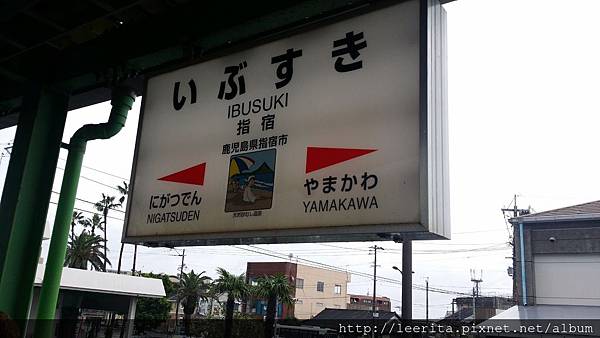 いぶすき
IBUSUKI
指宿
鹿児島県指宿市
にがつでん
NIGATSUDEN
やまかわ
YAMAKAWA
http://leerita.pixnet.net/album